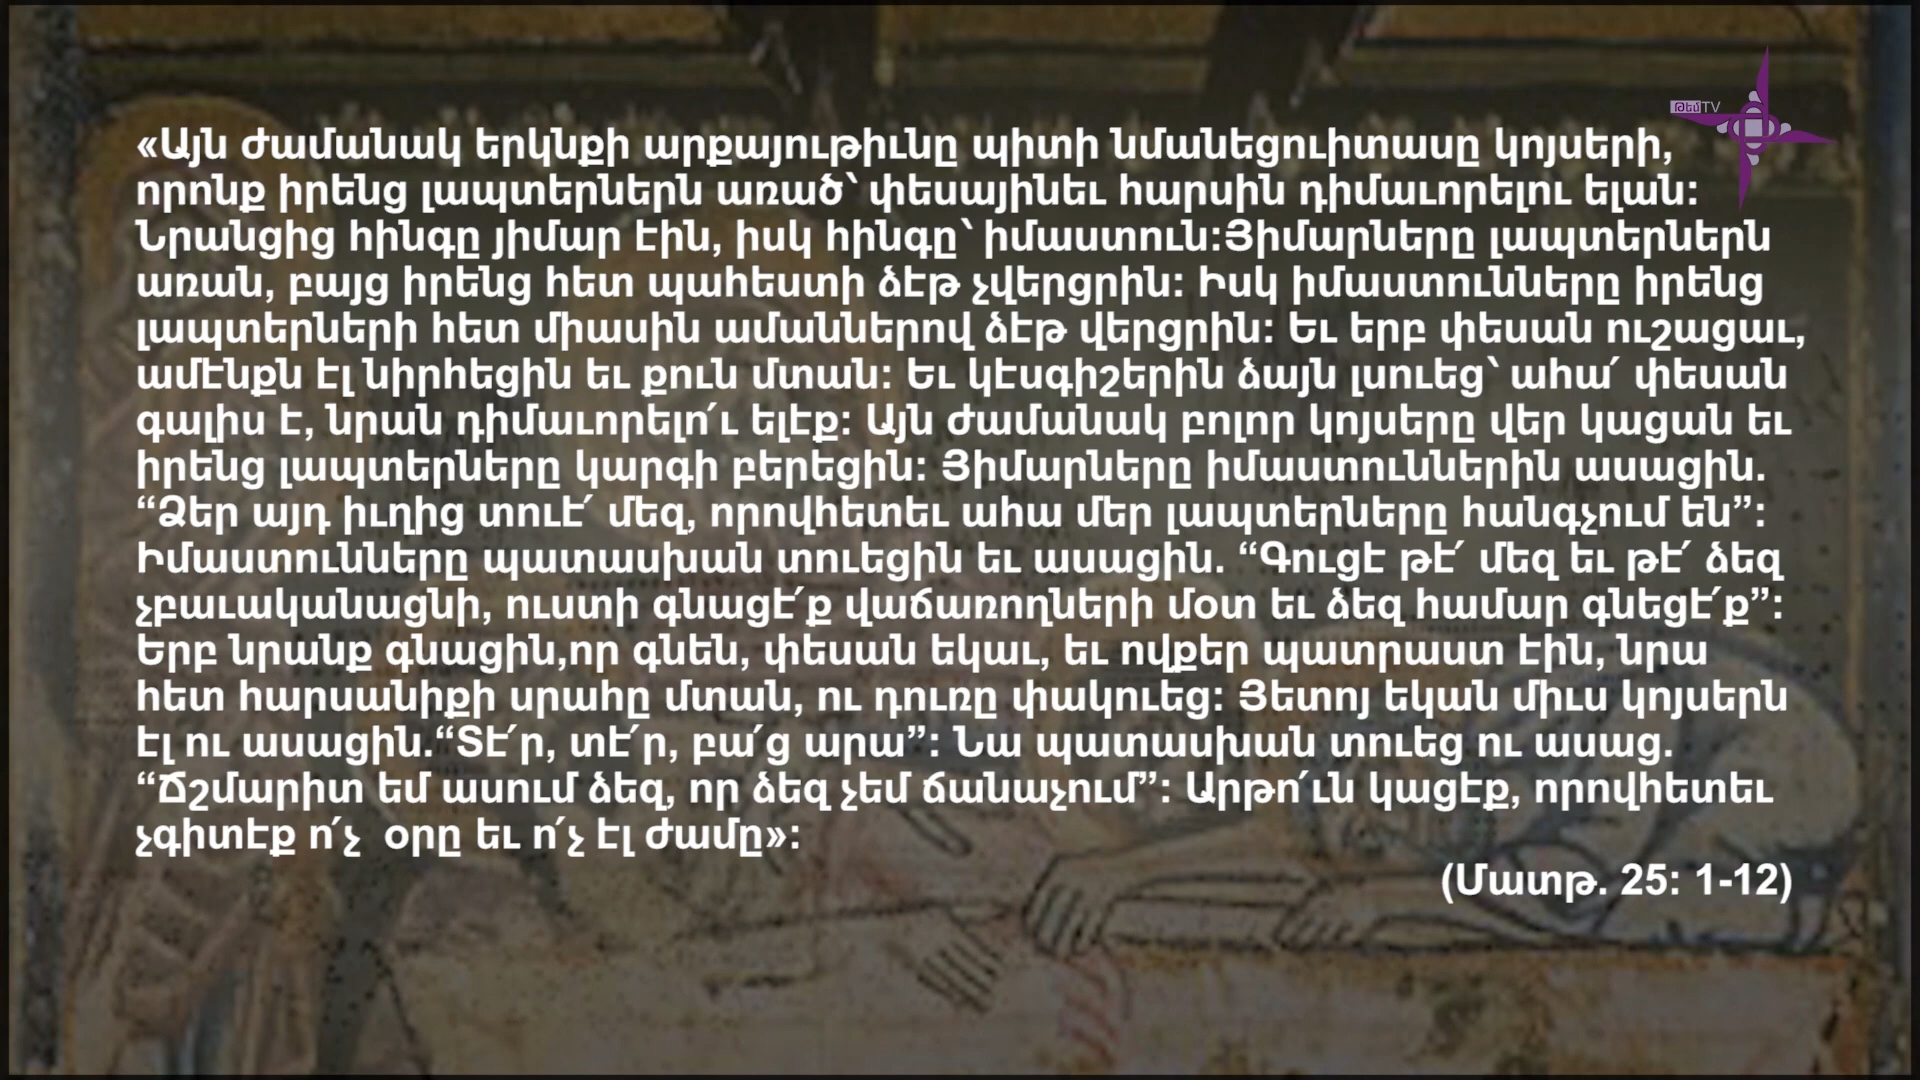 թեմTV
«Այն ժամանակ երկնքի արքայութիւնը պիտի նմանեցուիտասը կոյսերի,
որոնք իրենց լապտերներն առած՝ փեսայինեւ հարսին դիմաւորելու ելան:
Նրանցից հինգը յիմար էին, իսկ հինգը՝ իմաստուն:Յիմարները լապտերներն
առան, բայց իրենց հետ պահեստի ձէթ չվերցրին: Իսկ իմաստունները իրենց
լապտերների հետ միասին ամաններով ձէթ վերցրին: Եւ երբ փեսան ուշացաւ,
ամէնքն էլ նիրհեցին եւ քուն մտան: Եւ կէսգիշերին ձայն լսուեց՝ ահա՛ փեսան
գալիս է, նրան դիմաւորելո՛ւ ելէք: Այն ժամանակ բոլոր կոյսերը վեր կացան եւ
իրենց լապտերները կարգի բերեցին: Յիմարները իմաստուններին ասացին.
“Ձեր այդ իւղից տուէ՛ մեզ, որովհետեւ ահա մեր լապտերները հանգչում են”:
Իմաստունները պատասխան տուեցին եւ ասացին. “Գուցէ թէ՛ մեզ եւ թէ՛ ձեզ
չբաւականացնի, ուստի գնացէ՛ք վաճառողների մօտ եւ ձեզ համար գնեցէ՛ք”:
Երբ նրանք գնացին,որ գնեն, փեսան եկաւ, եւ ովքեր պատրաստ էին, նրա
հետ հարսանիքի սրահը մտան, ու դուռը փակուեց: Յետոյ եկան միւս կոյսերն
էլ ու ասացին.“Տէ՛ր, տէ՛ր, բա՛ց արա”: Նա պատասխան տուեց ու ասաց.
“Ճշմարիտ եմ ասում ձեզ, որ ձեզ չեմ ճանաչում”: Արթո՛ւն կացէք, որովհետեւ
չգիտէք ո՛չ  օրը եւ ո՛չ էլ ժամը»:
(Մատթ. 25: 1-12)